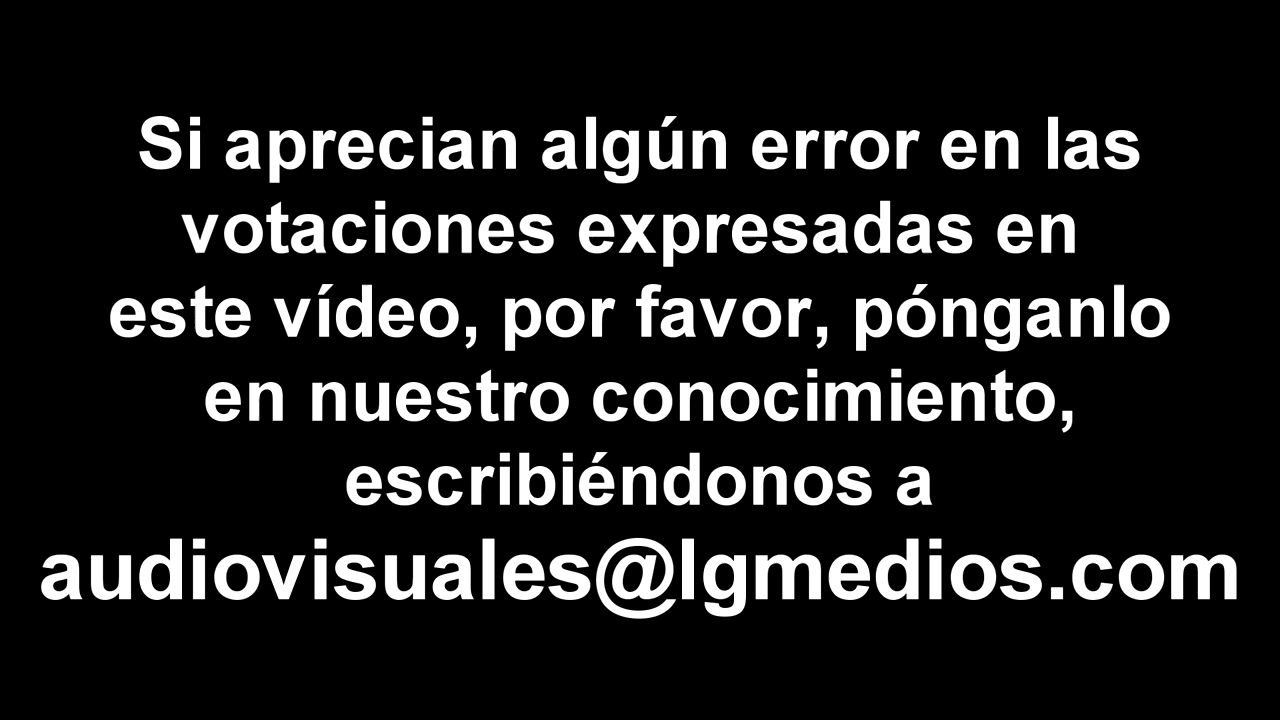 Si aprecian algún error en las
votaciones expresadas en
este vídeo, por favor, pónganlo
en nuestro conocimiento,
escribiéndonos a
audiovisuales@lgmedios.com